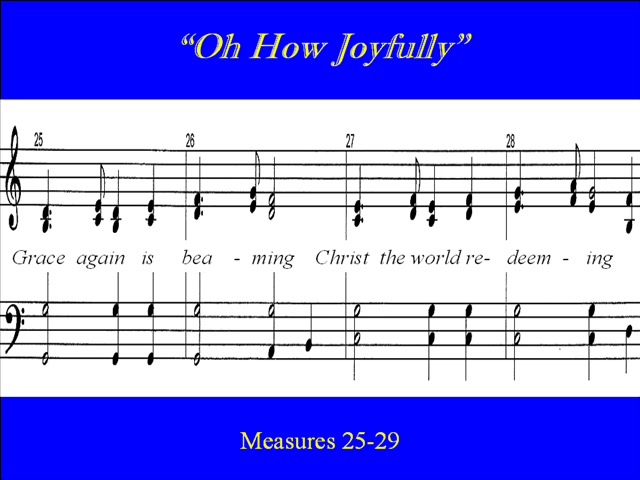 “Oh How Joyfully”
25 26 27 28
Grace again is bea - ming Christ the world re- deem - ing
Measures 25-29